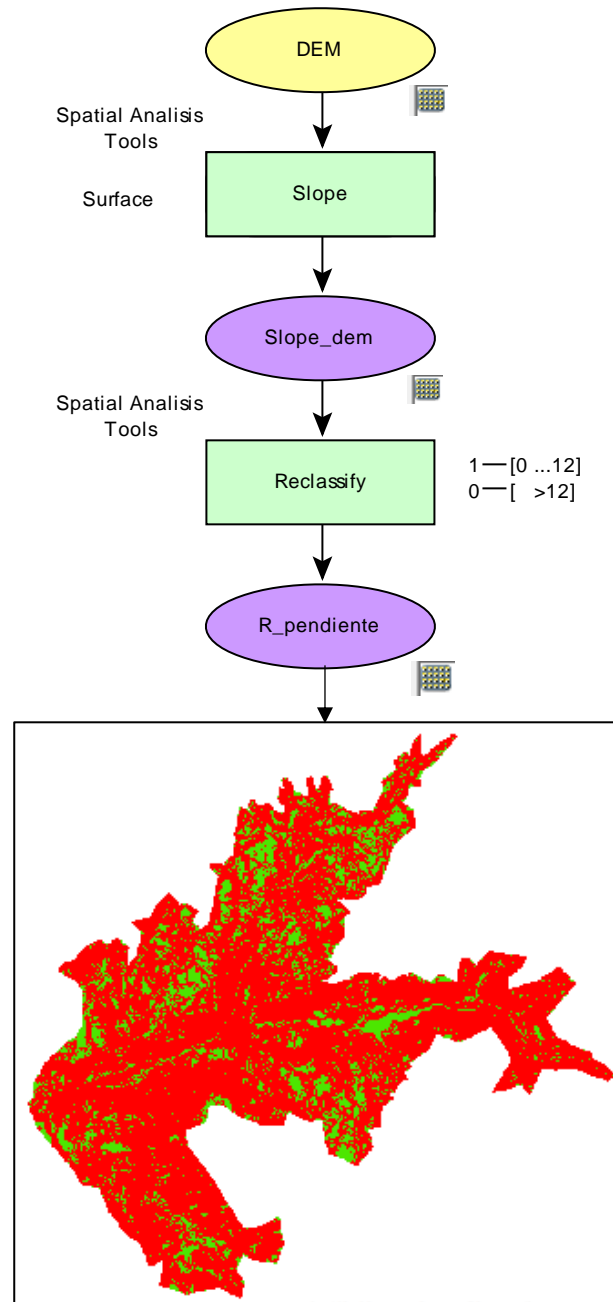 DEM
Spatial Analisis
Tools
Surface
Slope
Slope_dem
Spatial Analisis
Tools
Reclassify
1 — [0 ...12]
0 — [ >12]
R_pendiente